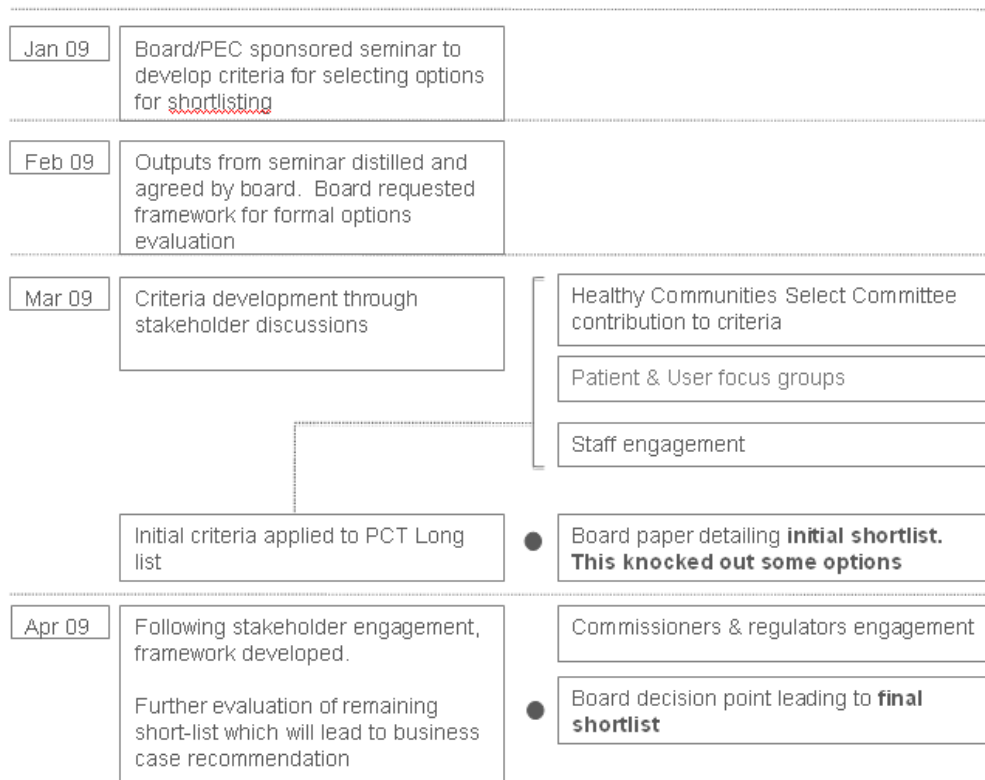 Jan 09
Board/PEC sponsored seminar to
develop criteria for selecting options
for shortlisting
Feb 09
Outputs from seminar distilled and
agreed by board.  Board requested
framework for formal options
evaluation
Mar 09
Criteria development through
stakeholder discussions
Healthy Communities Select Committee
contribution to criteria
Patient & User focus groups
Staff engagement
Initial criteria applied to PCT Long
list
Board paper detailing initial shortlist.
This knocked out some options
Apr 09
Following stakeholder engagement,
framework developed.
Further evaluation of remaining
short-list which will lead to business
case recommendation
Commissioners & regulators engagement
Board decision point leading to final
shortlist